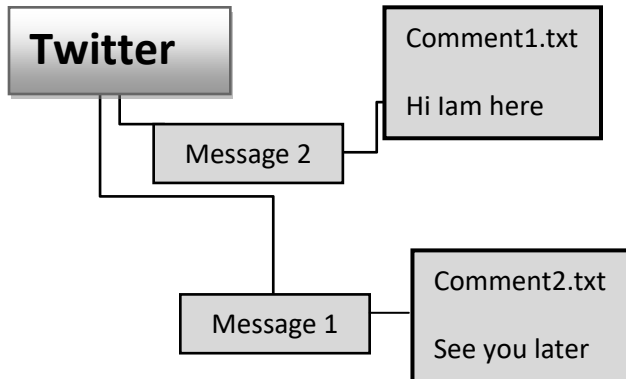 Twitter
Comment1.txt
Hi Iam here
Message 2
Comment2.txt
Message 1
See you later